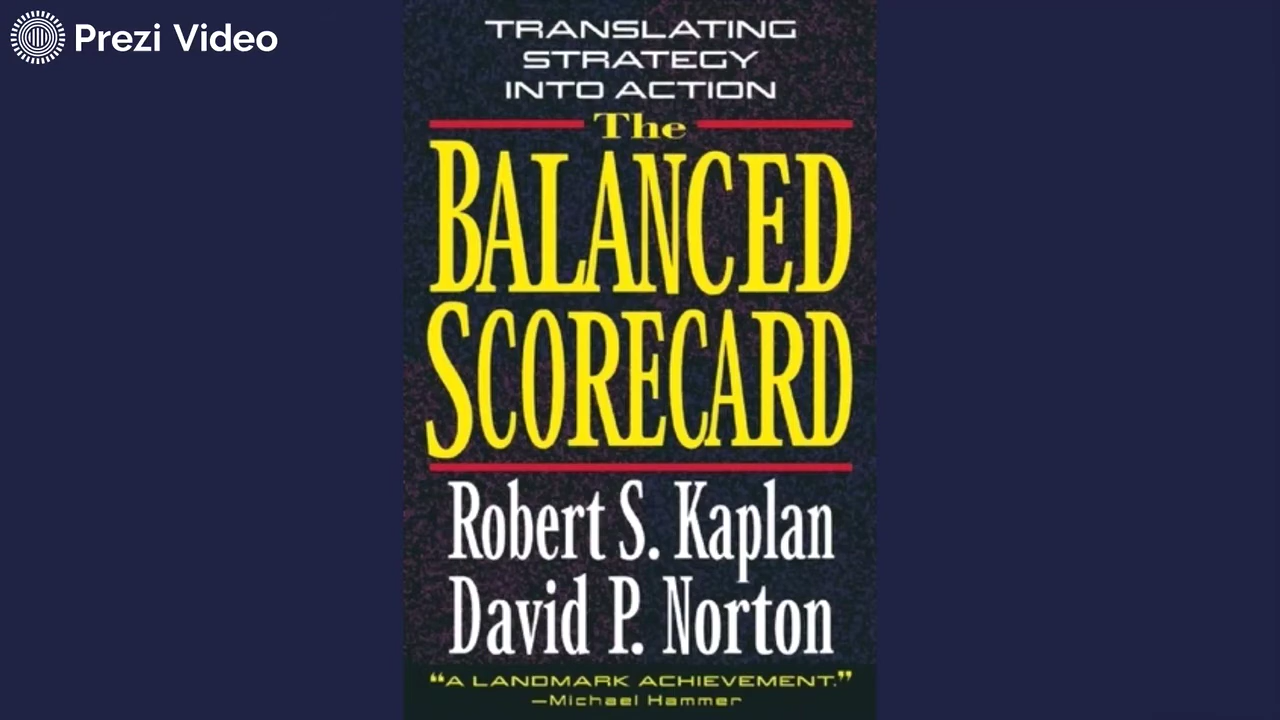 Prezi Video
TRANSLATING
STRATEGY
INTO ACTION
The
BALANCED
SCORECARD
Robert S. Kaplan
David P. Norton
“A LANDMARK ACHIEVEMENT.”
—Michael Hammer